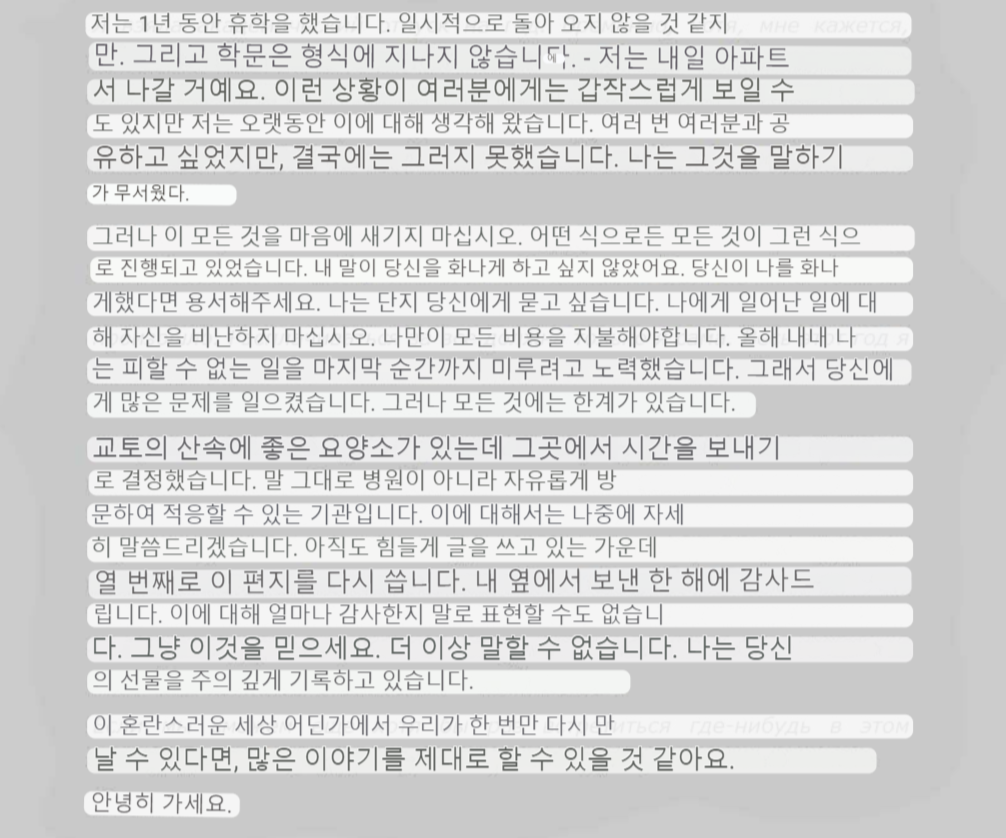 저는 1년 동안 휴학을 했습니다. 일시적으로 돌아 오지 않을 것 같지
만. 그리고 학문은 형식에 지나지 않습니다. - 저는 내일 아파트
서 나갈 거예요. 이런 상황이 여러분에게는 갑작스럽게 보일 수
도 있지만 저는 오랫동안 이에 대해 생각해 왔습니다. 여러 번 여러분과 공
유하고 싶었지만, 결국에는 그러지 못했습니다. 나는 그것을 말하기
가 무서웠다.
그러나 이 모든 것을 마음에 새기지 마십시오. 어떤 식으로든 모든 것이 그런 식으
로 진행되고 있었습니다. 내 말이 당신을 화나게 하고 싶지 않았어요. 당신이 나를 화나
게했다면 용서해주세요. 나는 단지 당신에게 묻고 싶습니다. 나에게 일어난 일에 대
해 자신을 비난하지 마십시오. 나만이 모든 비용을 지불해야합니다. 올해 내내 나
는 피할 수 없는 일을 마지막 순간까지 미루려고 노력했습니다. 그래서 당신에
게 많은 문제를 일으켰습니다. 그러나 모든 것에는 한계가 있습니다.
교토의 산속에 좋은 요양소가 있는데 그곳에서 시간을 보내기
로 결정했습니다. 말 그대로 병원이 아니라 자유롭게 방
문하여 적응할 수 있는 기관입니다. 이에 대해서는 나중에 자세
히 말씀드리겠습니다. 아직도 힘들게 글을 쓰고 있는 가운데
열 번째로 이 편지를 다시 씁니다. 내 옆에서 보낸 한 해에 감사드
립니다. 이에 대해 얼마나 감사한지 말로 표현할 수도 없습니
다. 그냥 이것을 믿으세요. 더 이상 말할 수 없습니다. 나는 당신
의 선물을 주의 깊게 기록하고 있습니다.
이 혼란스러운 세상 어딘가에서 우리가 한 번만 다시 만
날 수 있다면, 많은 이야기를 제대로 할 수 있을 것 같아요.
안녕히 가세요.